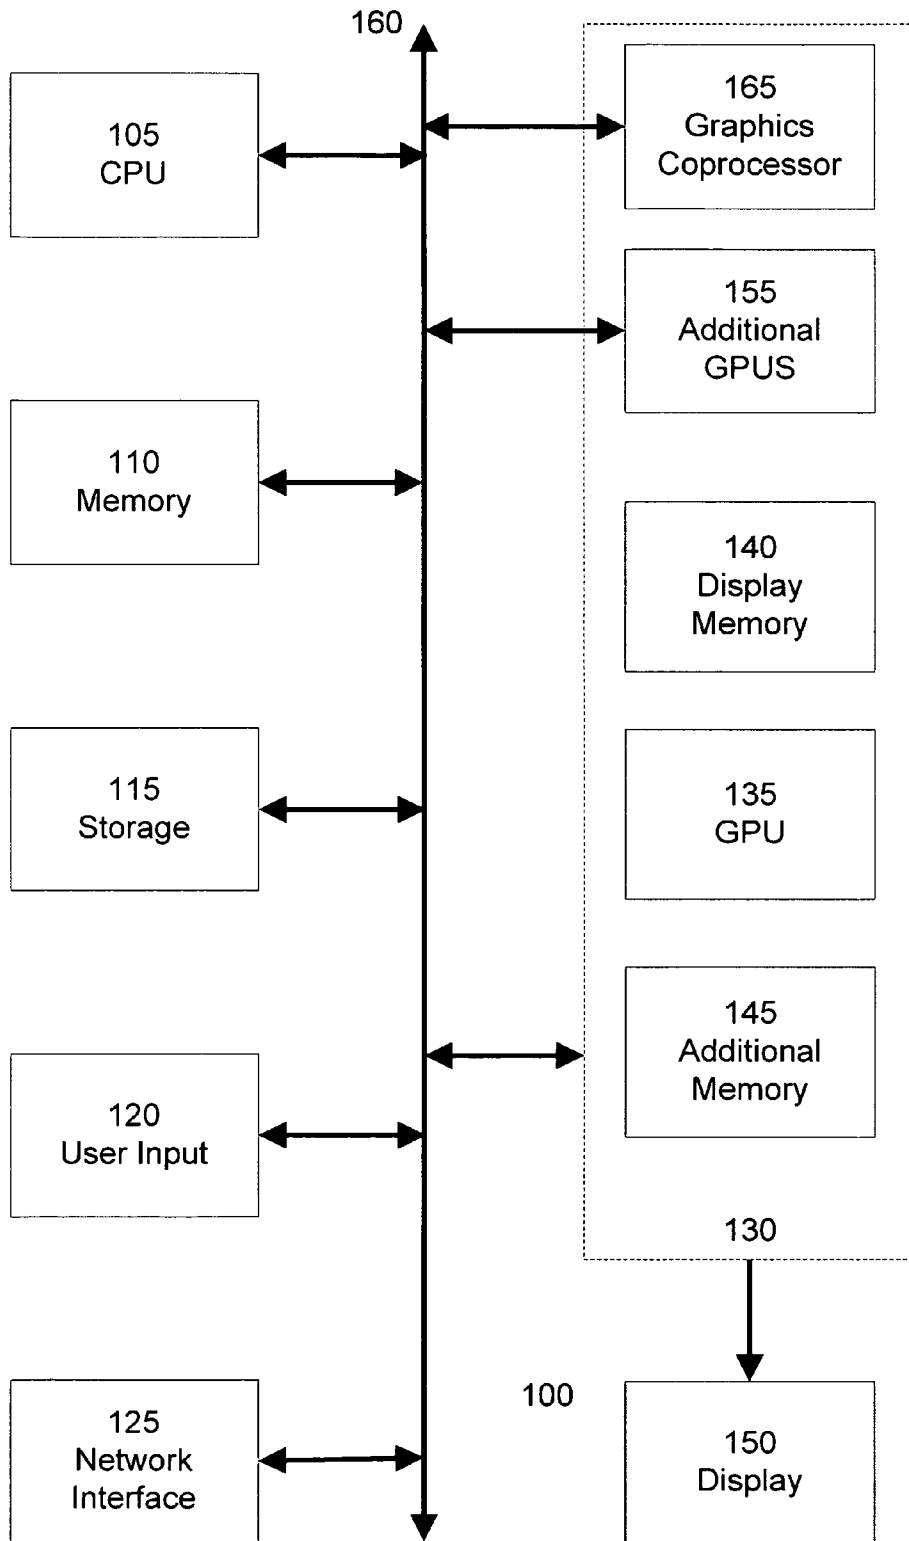 160
105
CPU
110
Memory
115
Storage
120
User Input
125
Network
Interface
165
Graphics
Coprocessor
155
Additional
GPUS
140
Display
Memory
135
GPU
145
Additional
Memory
130
100
150
Display